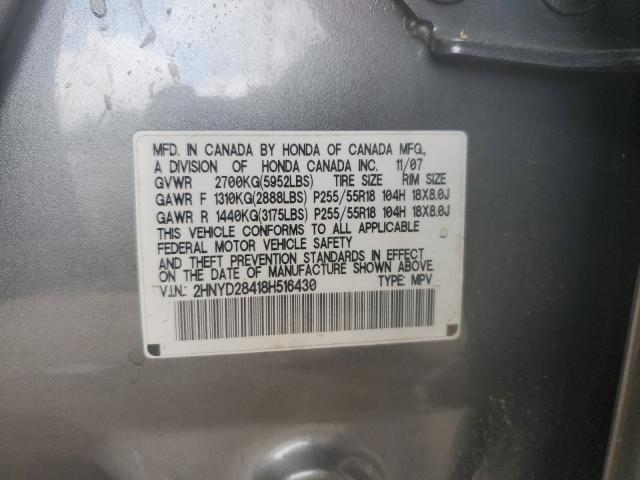 MFD. IN CANADA BY HONDA OF CANADA MFG.,
A DIVISION OF HONDA CANADA INC. 11/07
GVWR 2700KG(5952LBS) TIRE SIZE RIM SIZE
GAWR F 1310KG(2888LBS) P255/55R18 104H 18X8.0J
GAWR R 1440KG(3175LBS) P255/55R18 104H 18X8.0J
THIS VEHICLE CONFORMS TO ALL APPLICABLE
FEDERAL MOTOR VEHICLE SAFETY
AND THEFT PREVENTION STANDARDS IN EFFECT
ON THE DATE OF MANUFACTURE SHOWN ABOVE.
V.I.N.: 2HNYD28418H516430 TYPE: MPV